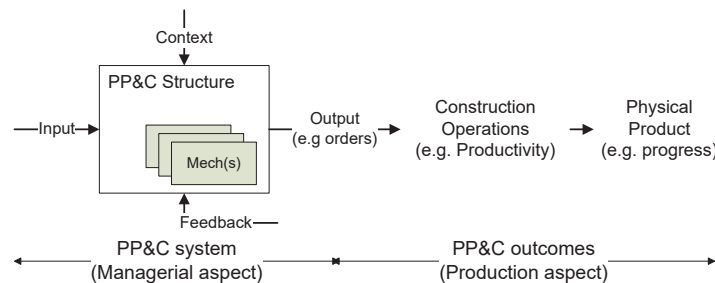 Context
PP&C Structure
Input
Mech(s)
Output
(e.g orders)
Construction
Operations
(e.g. Productivity)
Physical
Product
(e.g. progress)
Feedback
PP&C system
(Managerial aspect)
PP&C outcomes
(Production aspect)